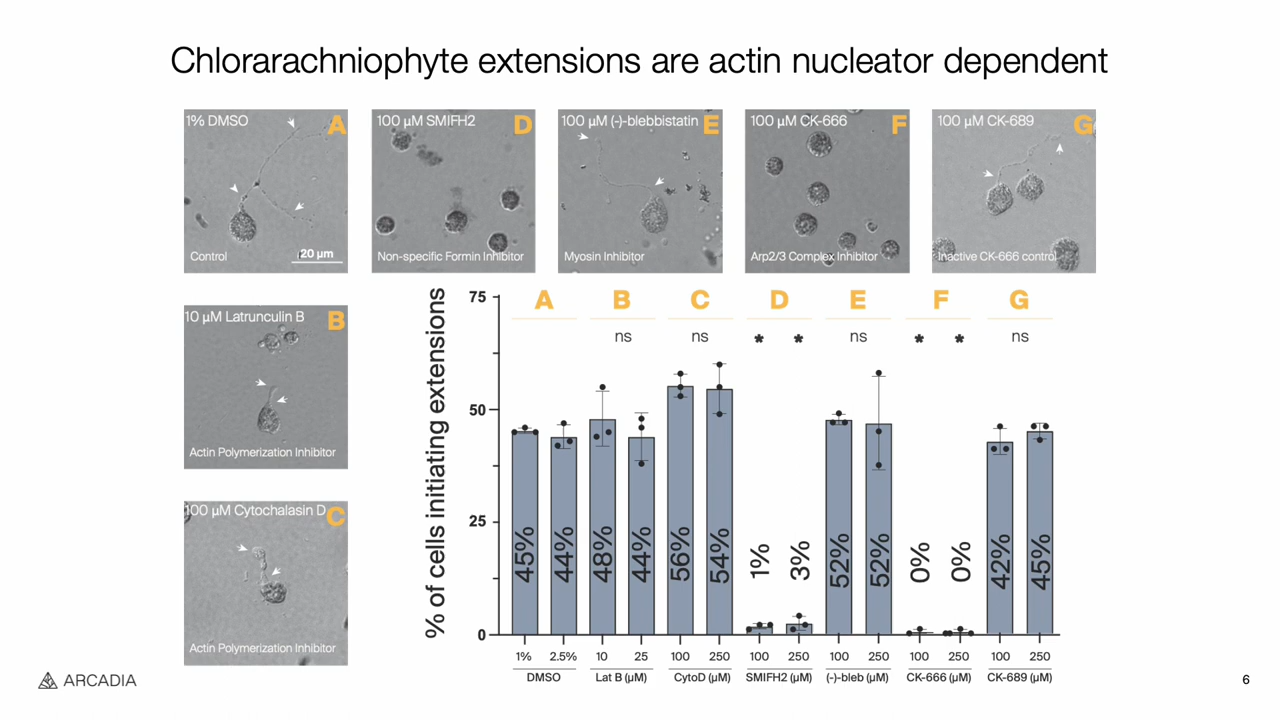 Chlorarachniophyte extensions are actin nucleator dependent
1% DMSO
A
Control
20 µm
100 µM SMIFH2
D
Non-specific Formin Inhibitor
100 µM (-)-blebbistatin
E
Myosin Inhibitor
100 µM CK-666
F
Arp2/3 Complex Inhibitor
100 µM CK-689
G
Inactive CK-666 control
10 µM Latrunculin B
B
Actin Polymerization Inhibitor
100 µM Cytochalasin D
C
Actin Polymerization Inhibitor
% of cells initiating extensions
75
50
25
0
A B C D E F G
ns ns * * ns * * ns
45% 44% 48% 44% 56% 54% 1% 3% 52% 52% 0% 0% 42% 45%
1% 2.5% 10 25 100 250 100 250 100 250 100 250 100 250
DMSO Lat B (µM) CytoD (µM) SMIFH2 (µM) (-)-bleb (µM) CK-666 (µM) CK-689 (µM)
ARCADIA
6